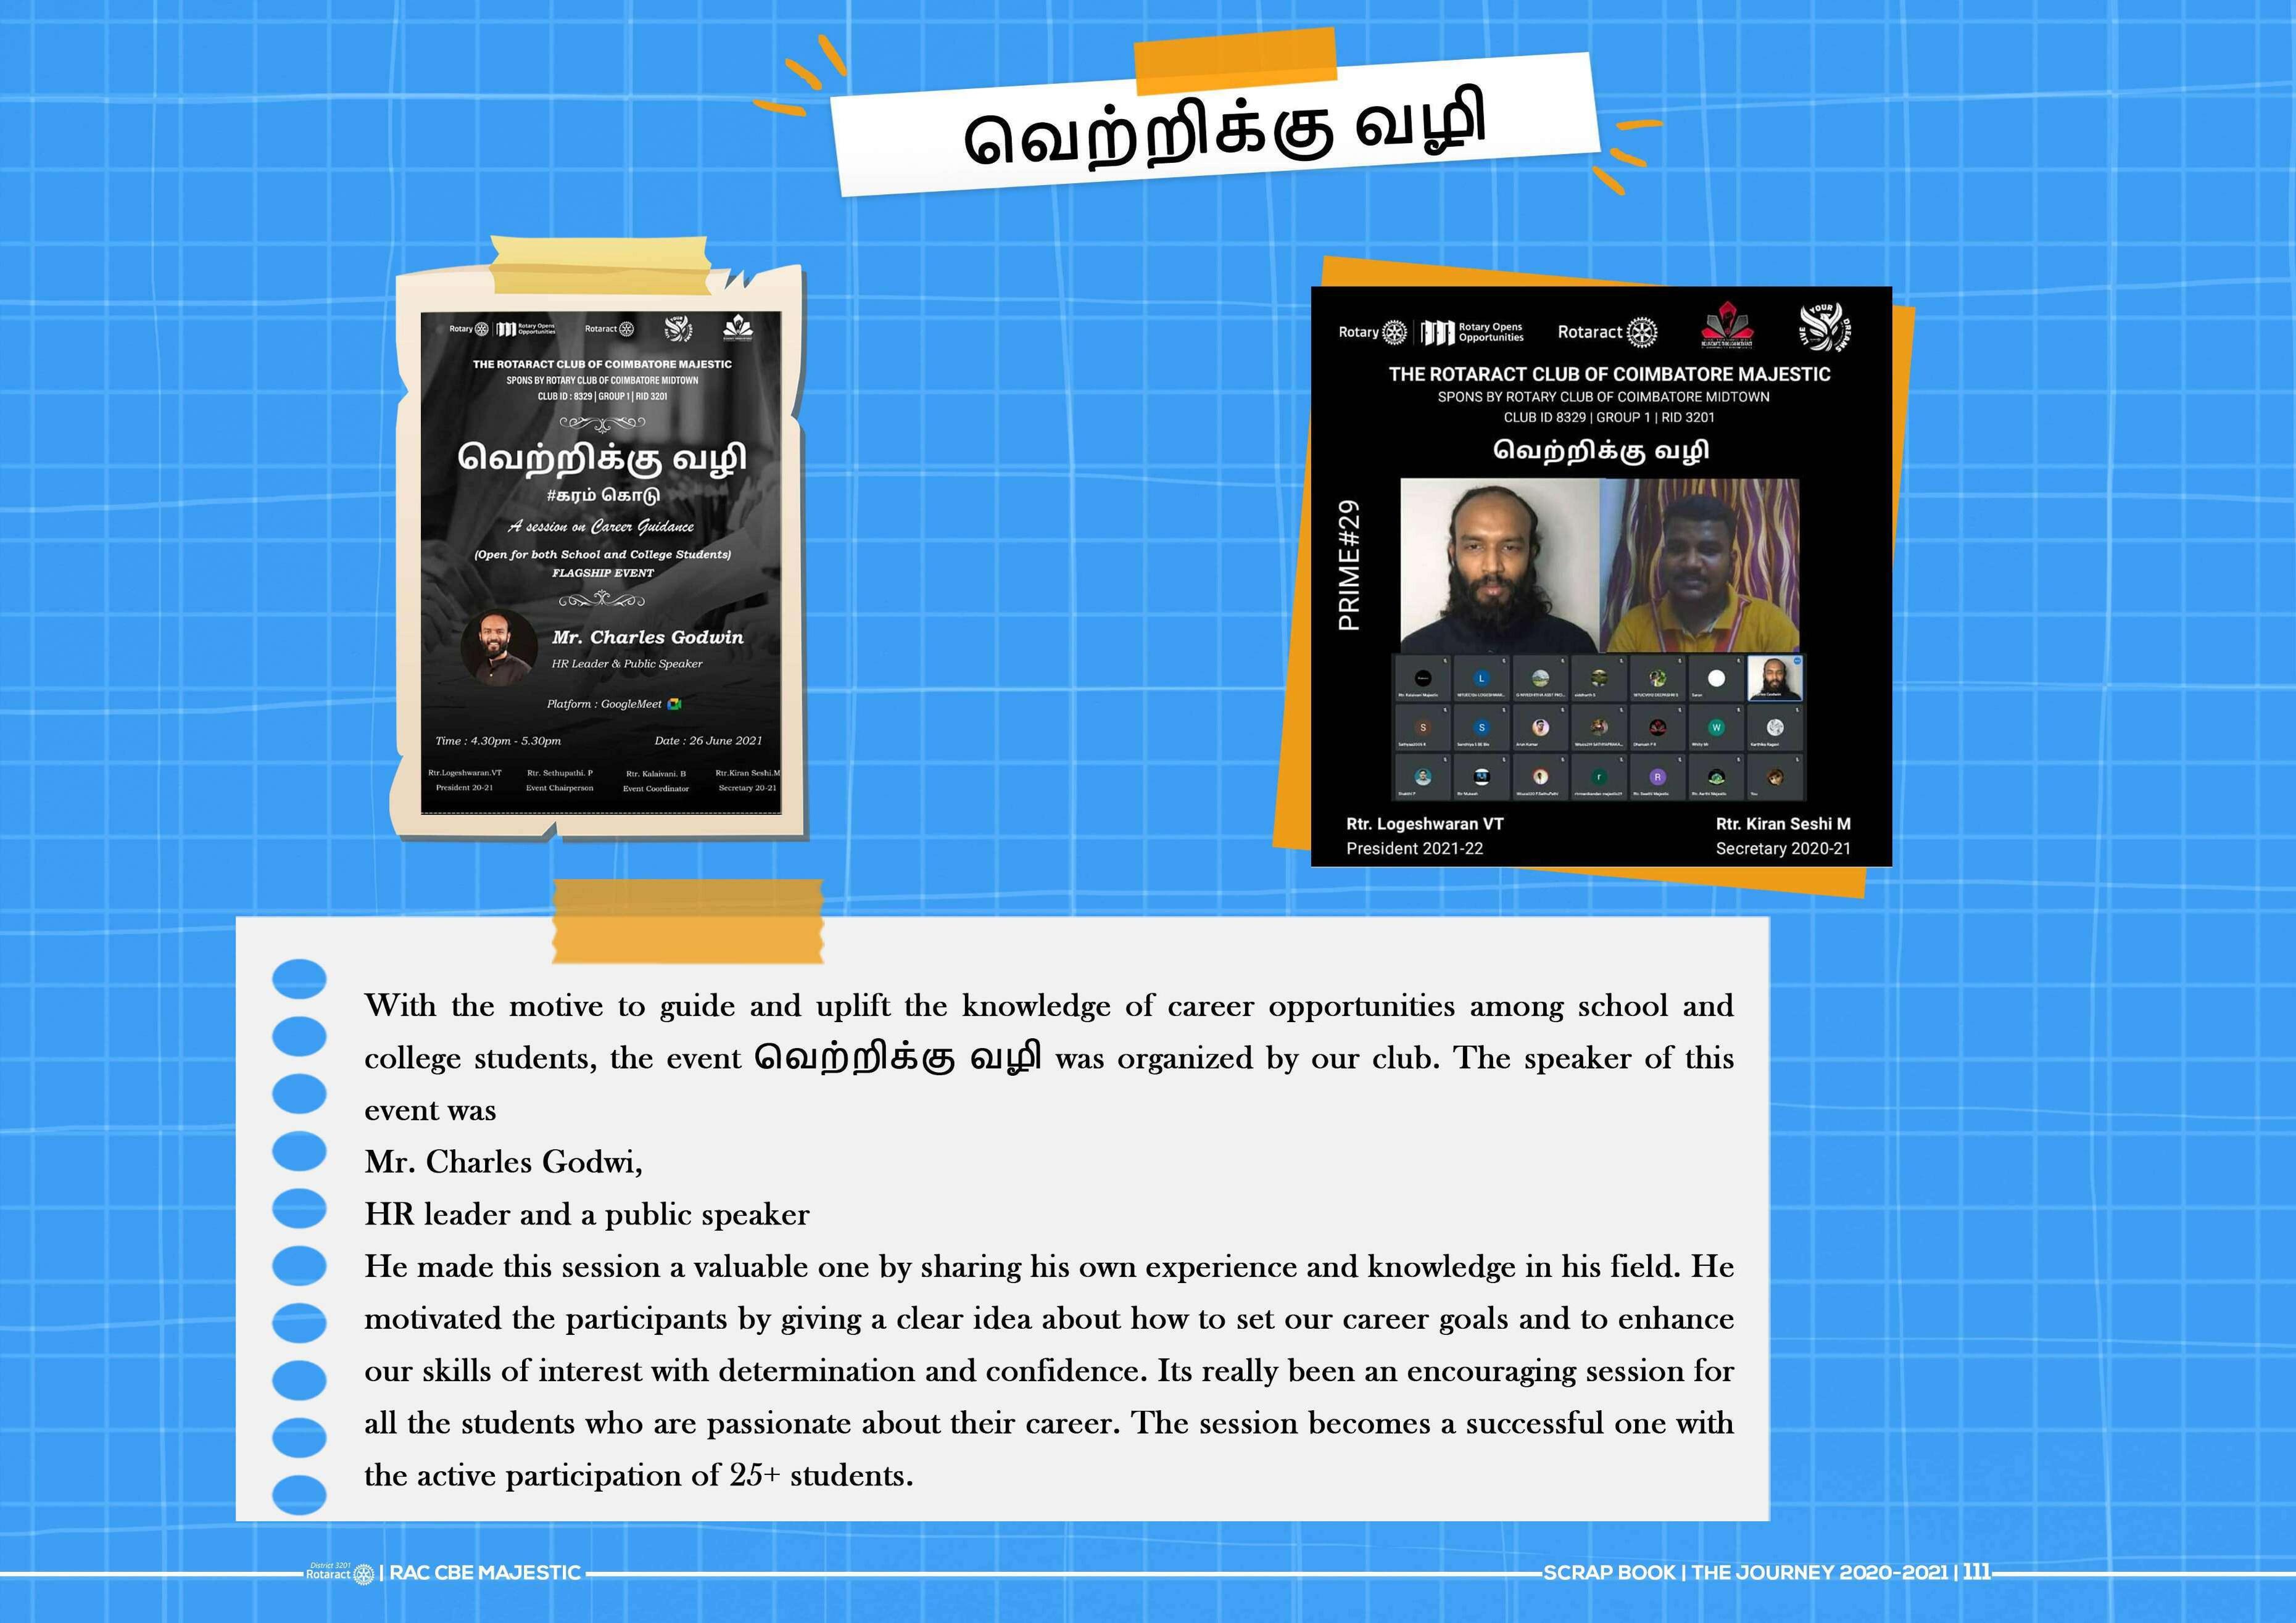 வெற்றிக்கு வழி
Rotary
Rotary Opens
Opportunities
Rotaract
THE ROTARACT CLUB OF COIMBATORE MAJESTIC
SPONS BY ROTARY CLUB OF COIMBATORE MIDTOWN
CLUB ID : 8329 | GROUP 1 | RID 3201
வெற்றிக்கு வழி
#கரம் கொடு
A session on Career Guidance
(Open for both School and College Students)
FLAGSHIP EVENT
Mr. Charles Godwin
HR Leader & Public Speaker
Platform : GoogleMeet
Time : 4.30pm - 5.30pm Date : 26 June 2021
Rtr.Logeshwaran.VT Rtr. Sethupathi. P Rtr. Kalaivani. B Rtr.Kiran Seshi.M
President 20-21 Event Chairperson Event Coordinator Secretary 20-21
Rotary
Rotary Opens
Opportunities
Rotaract
LIVE YOUR DREAMS
THE ROTARACT CLUB OF COIMBATORE MAJESTIC
SPONS BY ROTARY CLUB OF COIMBATORE MIDTOWN
CLUB ID 8329 | GROUP 1 | RID 3201
வெற்றிக்கு வழி
PRIME#29
Rtr. Logeshwaran VT Rtr. Kiran Seshi M
President 2021-22 Secretary 2020-21
With the motive to guide and uplift the knowledge of career opportunities among school and
college students, the event வெற்றிக்கு வழி was organized by our club. The speaker of this
event was
Mr. Charles Godwi,
HR leader and a public speaker
He made this session a valuable one by sharing his own experience and knowledge in his field. He
motivated the participants by giving a clear idea about how to set our career goals and to enhance
our skills of interest with determination and confidence. Its really been an encouraging session for
all the students who are passionate about their career. The session becomes a successful one with
the active participation of 25+ students.
District 3201
Rotaract | RAC CBE MAJESTIC
SCRAP BOOK | THE JOURNEY 2020-2021 | 111